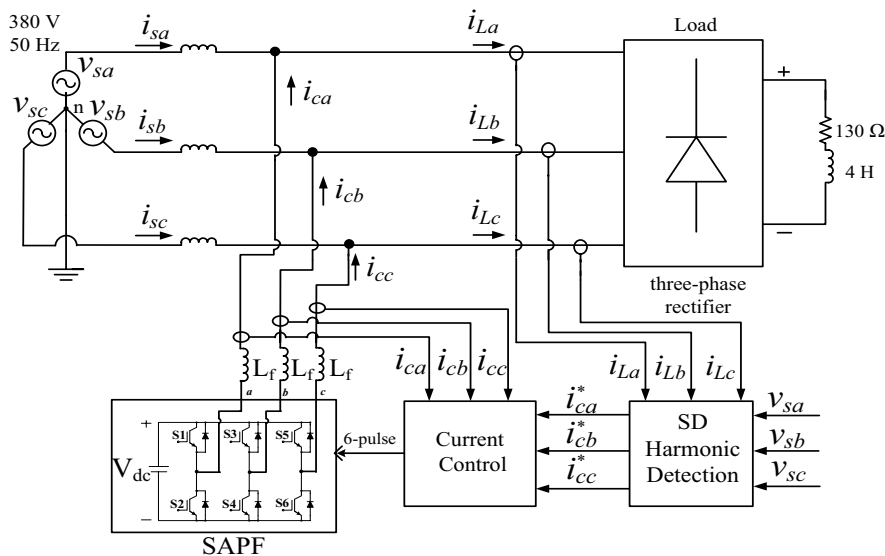 380 V
50 Hz
i_sa
i_La
Load
v_sa
n
v_sc
v_sb
i_ca
i_sb
i_Lb
+
130 Ω
4 H
i_cb
i_sc
i_Lc
−
i_cc
three-phase
rectifier
L_f
L_f
L_f
a
b
c
i_ca
i_cb
i_cc
i_La
i_Lb
i_Lc
+
V_dc
−
S1
S3
S5
S2
S4
S6
6-pulse
Current
Control
i*_ca
i*_cb
i*_cc
SD
Harmonic
Detection
v_sa
v_sb
v_sc
SAPF